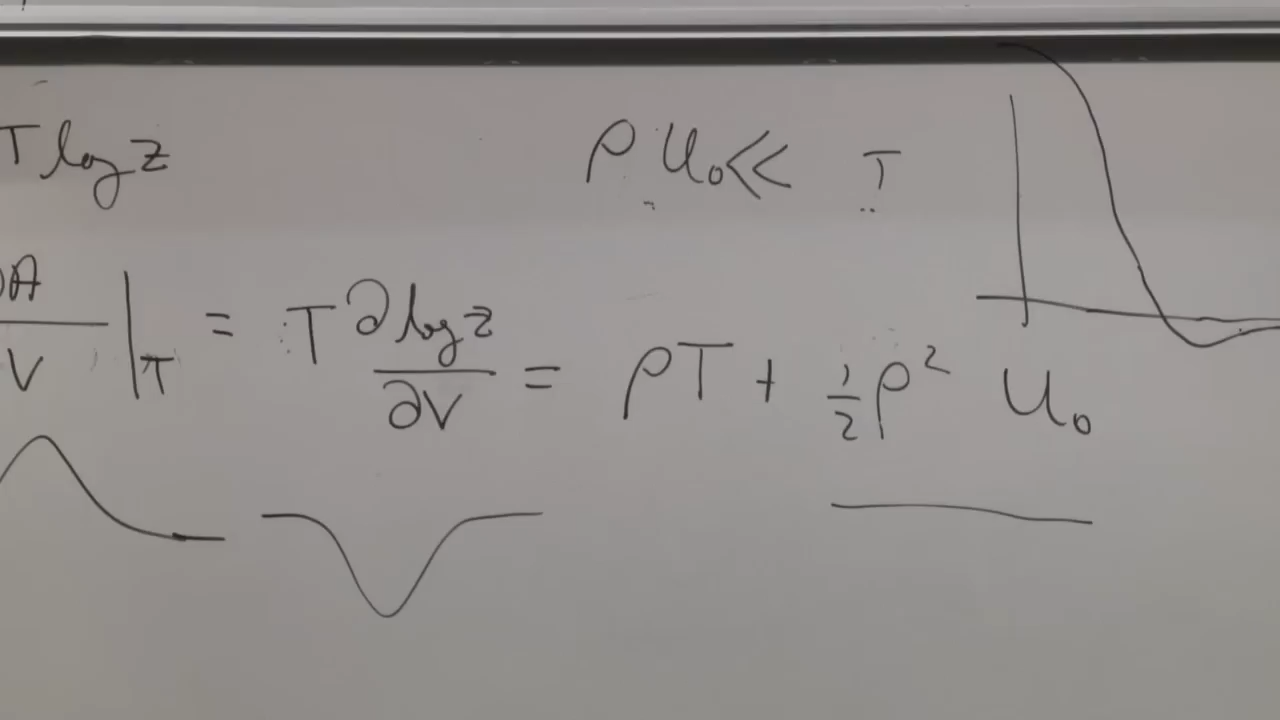 T log z
ρ U₀ << T
∂A/∂V |_T = T ∂log z/∂V = ρT + ½ρ² U₀